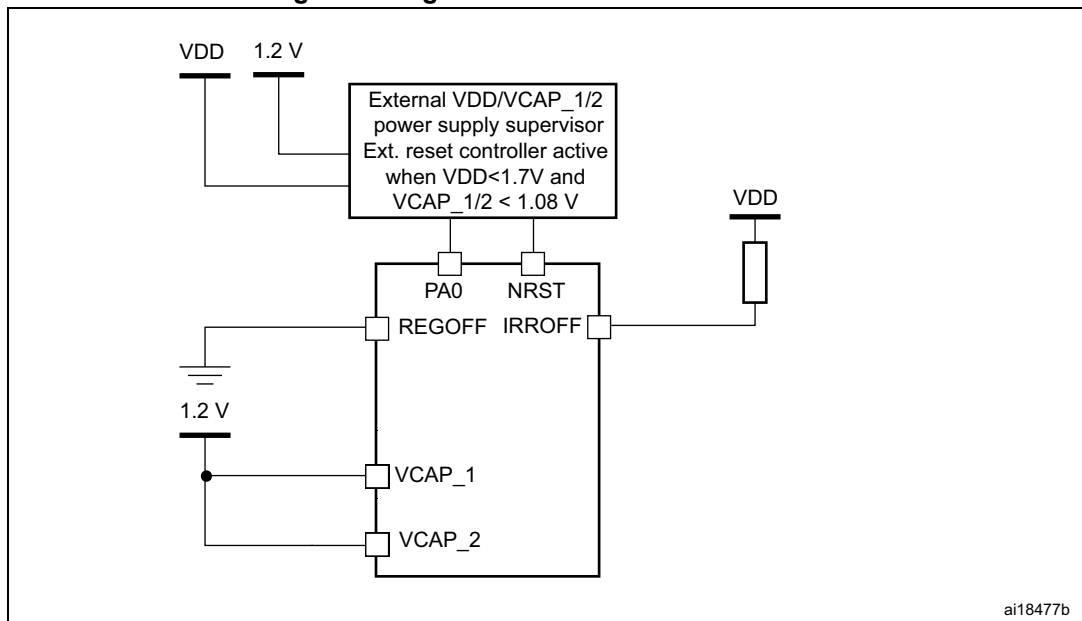 VDD 1.2 V
External VDD/VCAP_1/2
power supply supervisor
Ext. reset controller active
when VDD<1.7V and
VCAP_1/2 < 1.08 V
VDD
PA0 NRST
REGOFF IRROFF
1.2 V
VCAP_1
VCAP_2
ai18477b